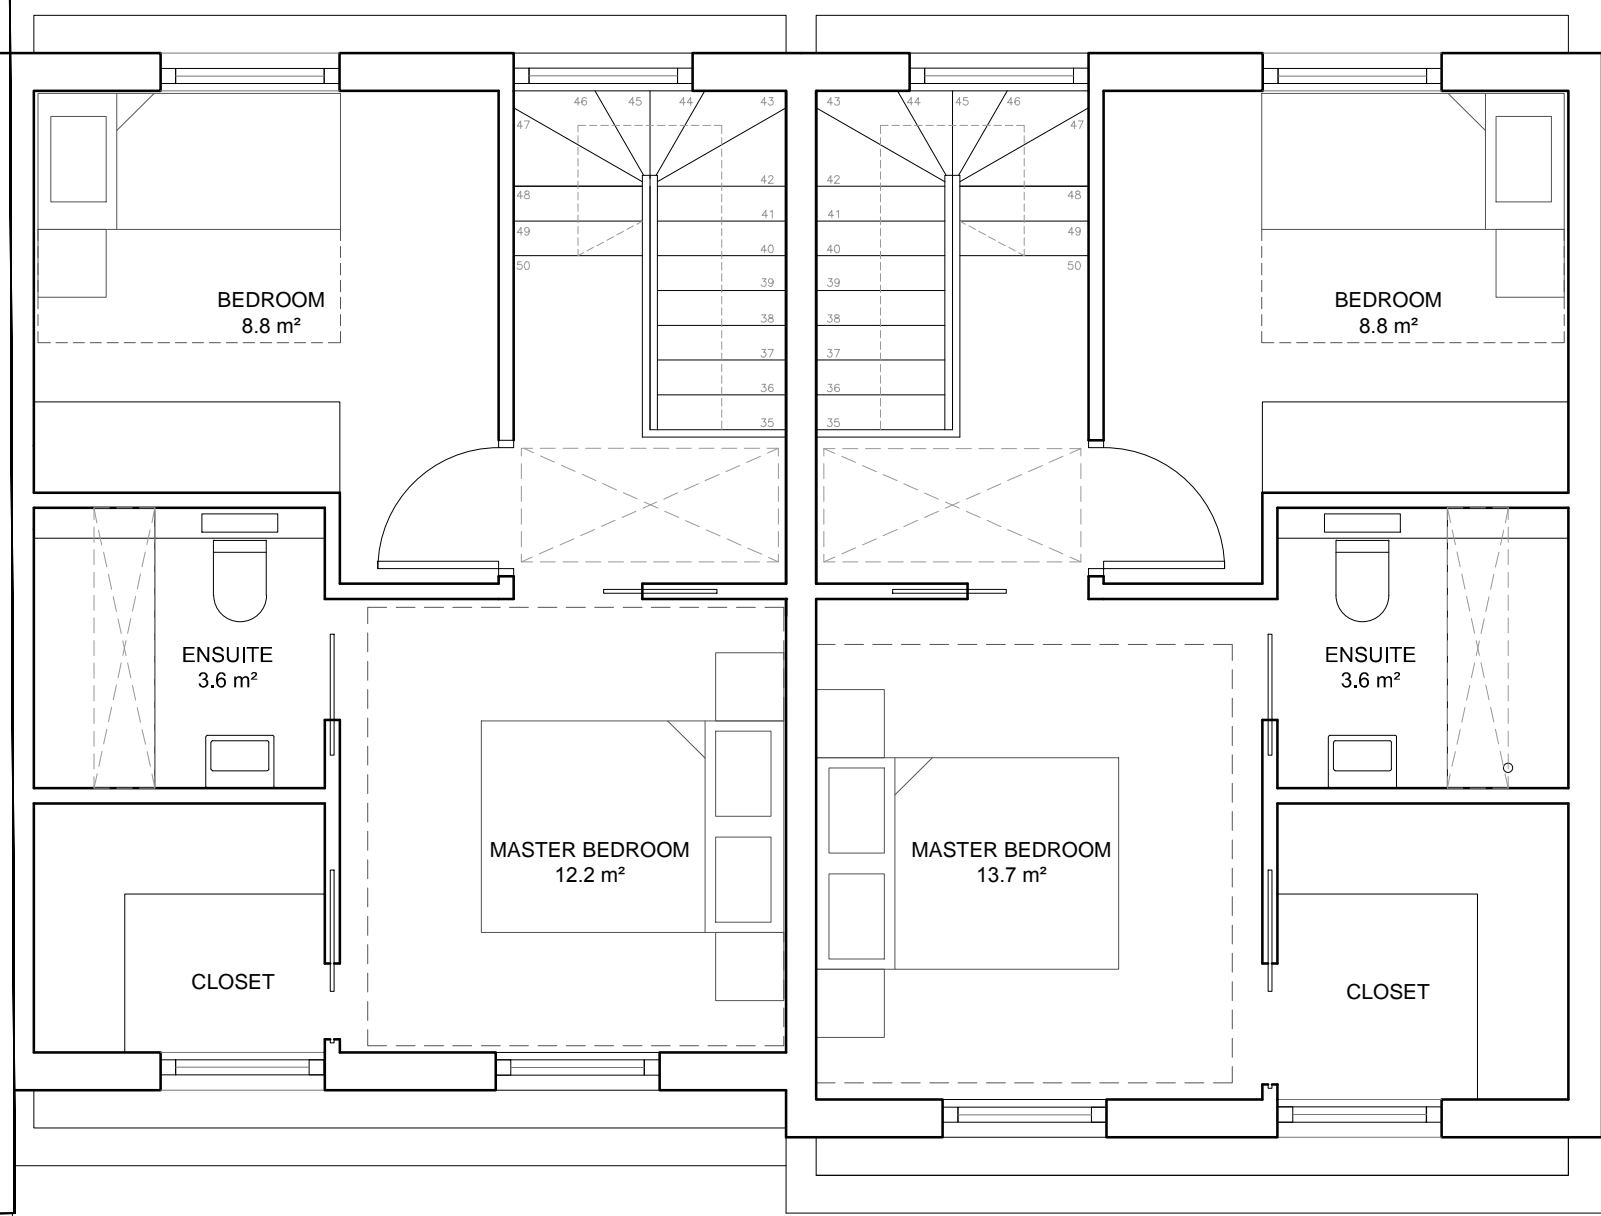 46 45 44 43 43 44 45 46
47 47
42 42
48 48
41 41
49 49
40 40
50 50
39 39
BEDROOM
8.8 m²
BEDROOM
8.8 m²
38 38
37 37
36 36
35 35
ENSUITE
3.6 m²
ENSUITE
3.6 m²
MASTER BEDROOM
12.2 m²
MASTER BEDROOM
13.7 m²
CLOSET
CLOSET